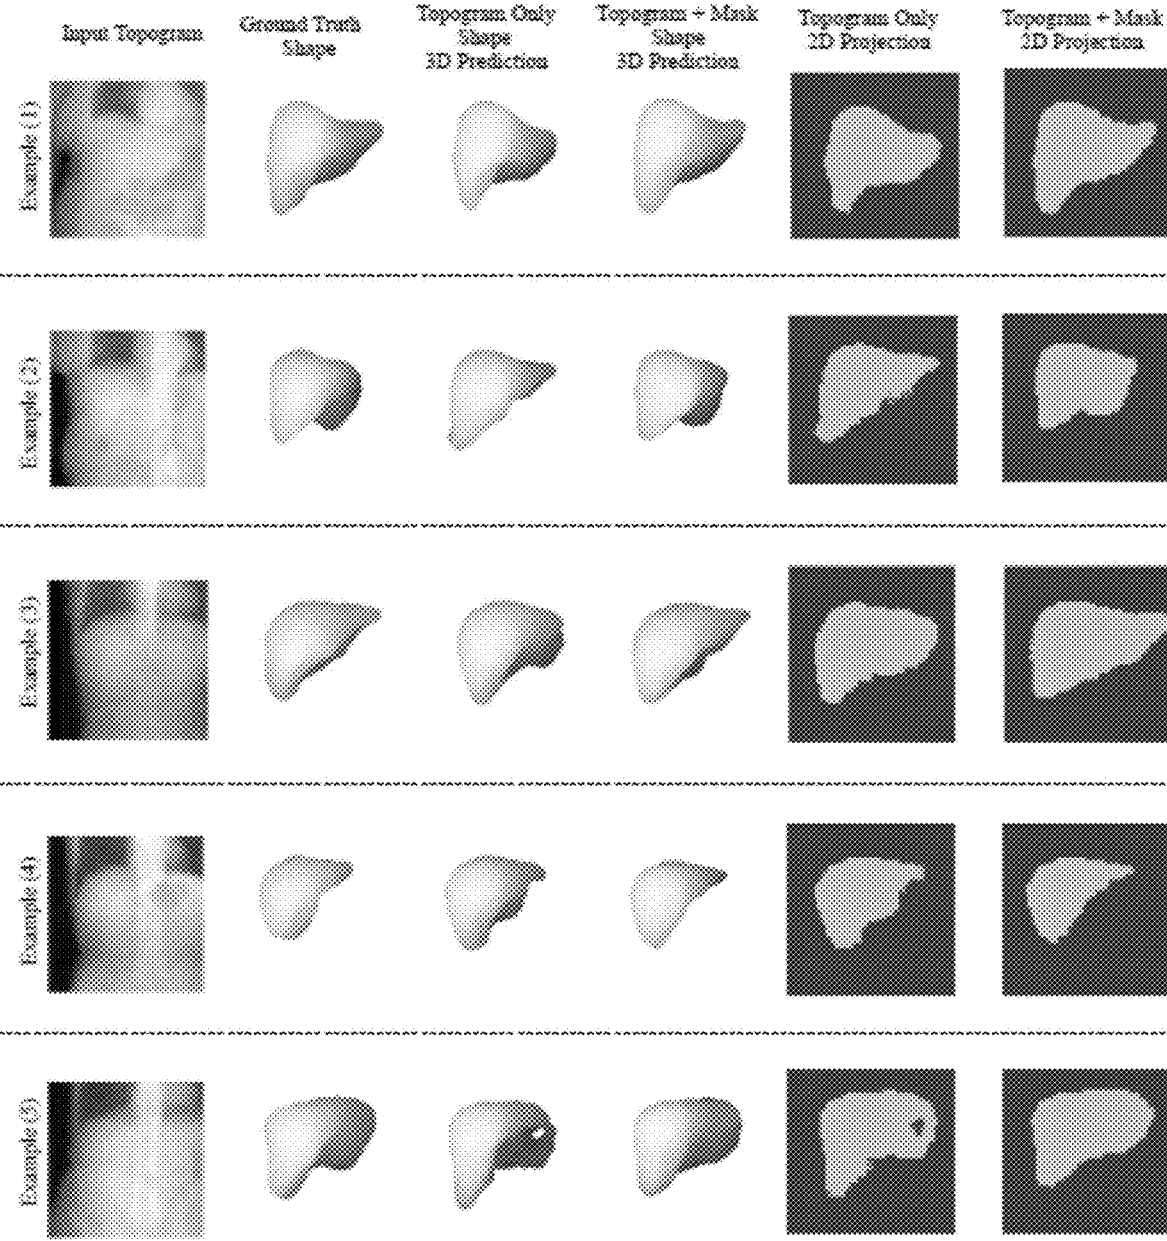 Input Topogram
Ground Truth
Shape
Topogram Only
Shape
3D Prediction
Topogram + Mask
Shape
3D Prediction
Topogram Only
2D Projection
Topogram + Mask
2D Projection
Example (1)
Example (2)
Example (3)
Example (4)
Example (5)